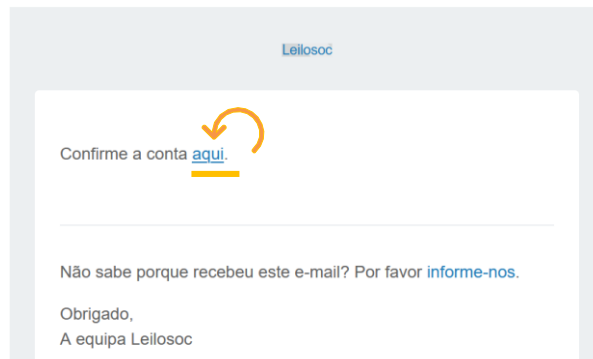 Leilosoc
Confirme a conta aqui.
Não sabe porque recebeu este e-mail? Por favor informe-nos.
Obrigado,
A equipa Leilosoc